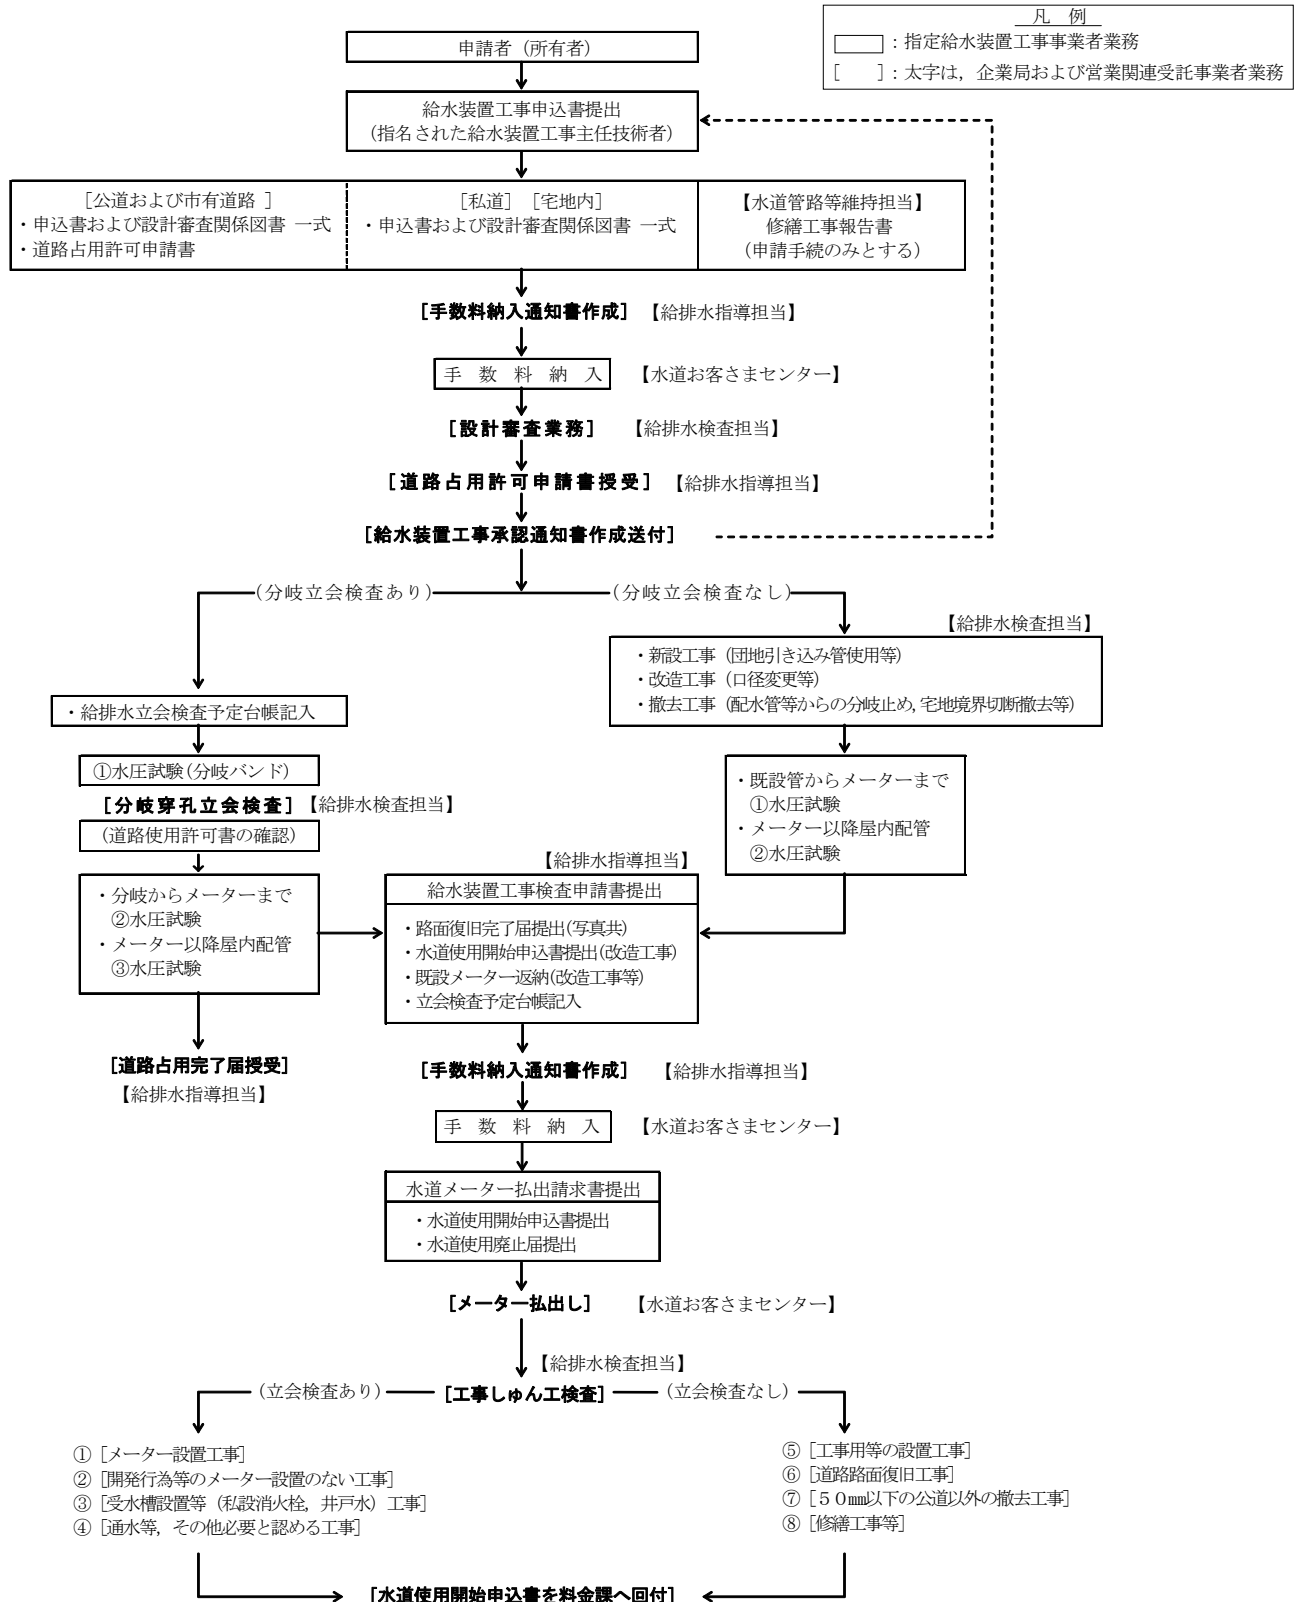 凡　例
：指定給水装置工事事業者業務
［　　］：太字は，企業局および営業関連受託事業者業務
申請者（所有者）
給水装置工事申込書提出
（指名された給水装置工事主任技術者）
［公道および市有道路 ］
・申込書および設計審査関係図書 一式
・道路占用許可申請書
［私道］［宅地内］
・申込書および設計審査関係図書 一式
【水道管路等維持担当】
修繕工事報告書
（申請手続のみとする）
［手数料納入通知書作成］ 【給排水指導担当】
手　数　料　納　入 【水道お客さまセンター】
［設計審査業務］ 【給排水検査担当】
［道路占用許可申請書授受］ 【給排水指導担当】
［給水装置工事承認通知書作成送付］
（分岐立会検査あり） （分岐立会検査なし）
【給排水検査担当】
・新設工事（団地引き込み管使用等）
・改造工事（口径変更等）
・撤去工事（配水管等からの分岐止め，宅地境界切断撤去等）
・給排水立会検査予定台帳記入
①水圧試験（分岐バンド）
［分岐穿孔立会検査］【給排水検査担当】
（道路使用許可書の確認）
・既設管からメーターまで
①水圧試験
・メーター以降屋内配管
②水圧試験
・分岐からメーターまで
②水圧試験
・メーター以降屋内配管
③水圧試験
【給排水指導担当】
給水装置工事検査申請書提出
・路面復旧完了届提出（写真共）
・水道使用開始申込書提出（改造工事）
・既設メーター返納（改造工事等）
・立会検査予定台帳記入
［道路占用完了届授受］
【給排水指導担当】
［手数料納入通知書作成］ 【給排水指導担当】
手　数　料　納　入 【水道お客さまセンター】
水道メーター払出請求書提出
・水道使用開始申込書提出
・水道使用廃止届提出
［メーター払出し］ 【水道お客さまセンター】
【給排水検査担当】
（立会検査あり） ［工事しゅん工検査］ （立会検査なし）
①［メーター設置工事］
②［開発行為等のメーター設置のない工事］
③［受水槽設置等（私設消火栓，井戸水）工事］
④［通水等，その他必要と認める工事］
⑤［工事用等の設置工事］
⑥［道路路面復旧工事］
⑦［５０㎜以下の公道以外の撤去工事］
⑧［修繕工事等］
［水道使用開始申込書を料金課へ回付］